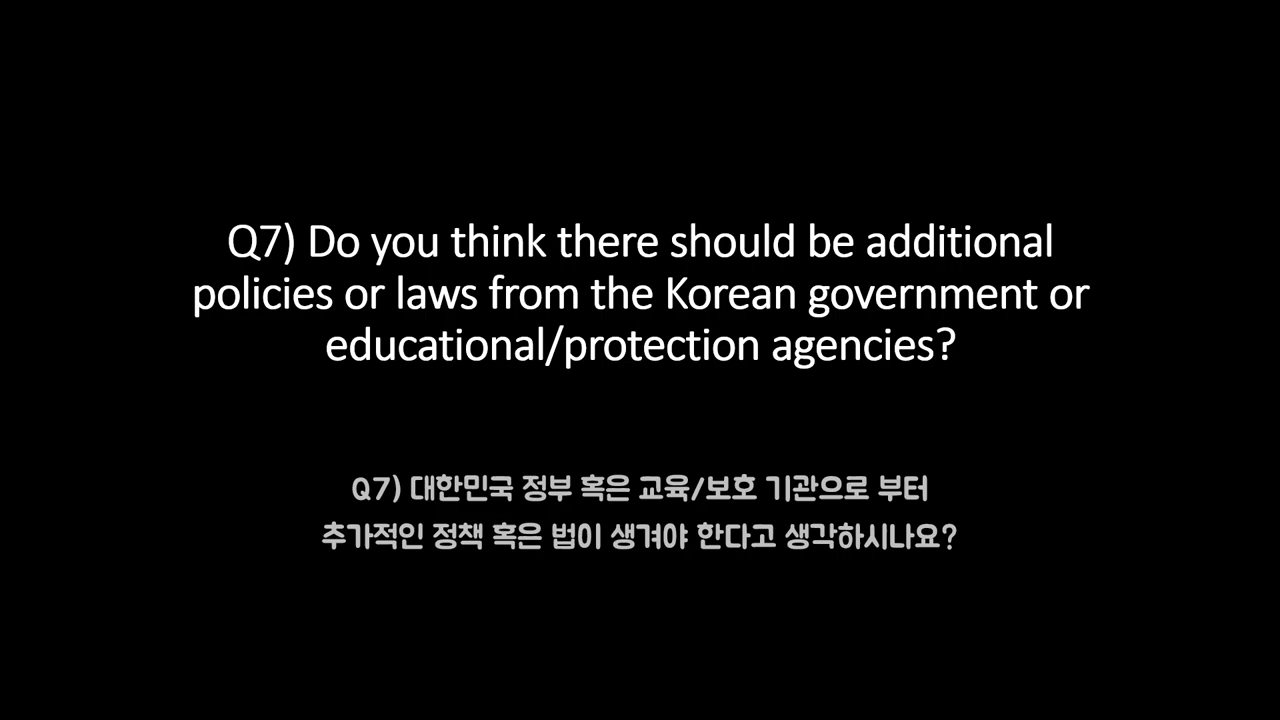 Q7) Do you think there should be additional
policies or laws from the Korean government or
educational/protection agencies?
Q7) 대한민국 정부 혹은 교육/보호 기관으로 부터
추가적인 정책 혹은 법이 생겨야 한다고 생각하시나요?